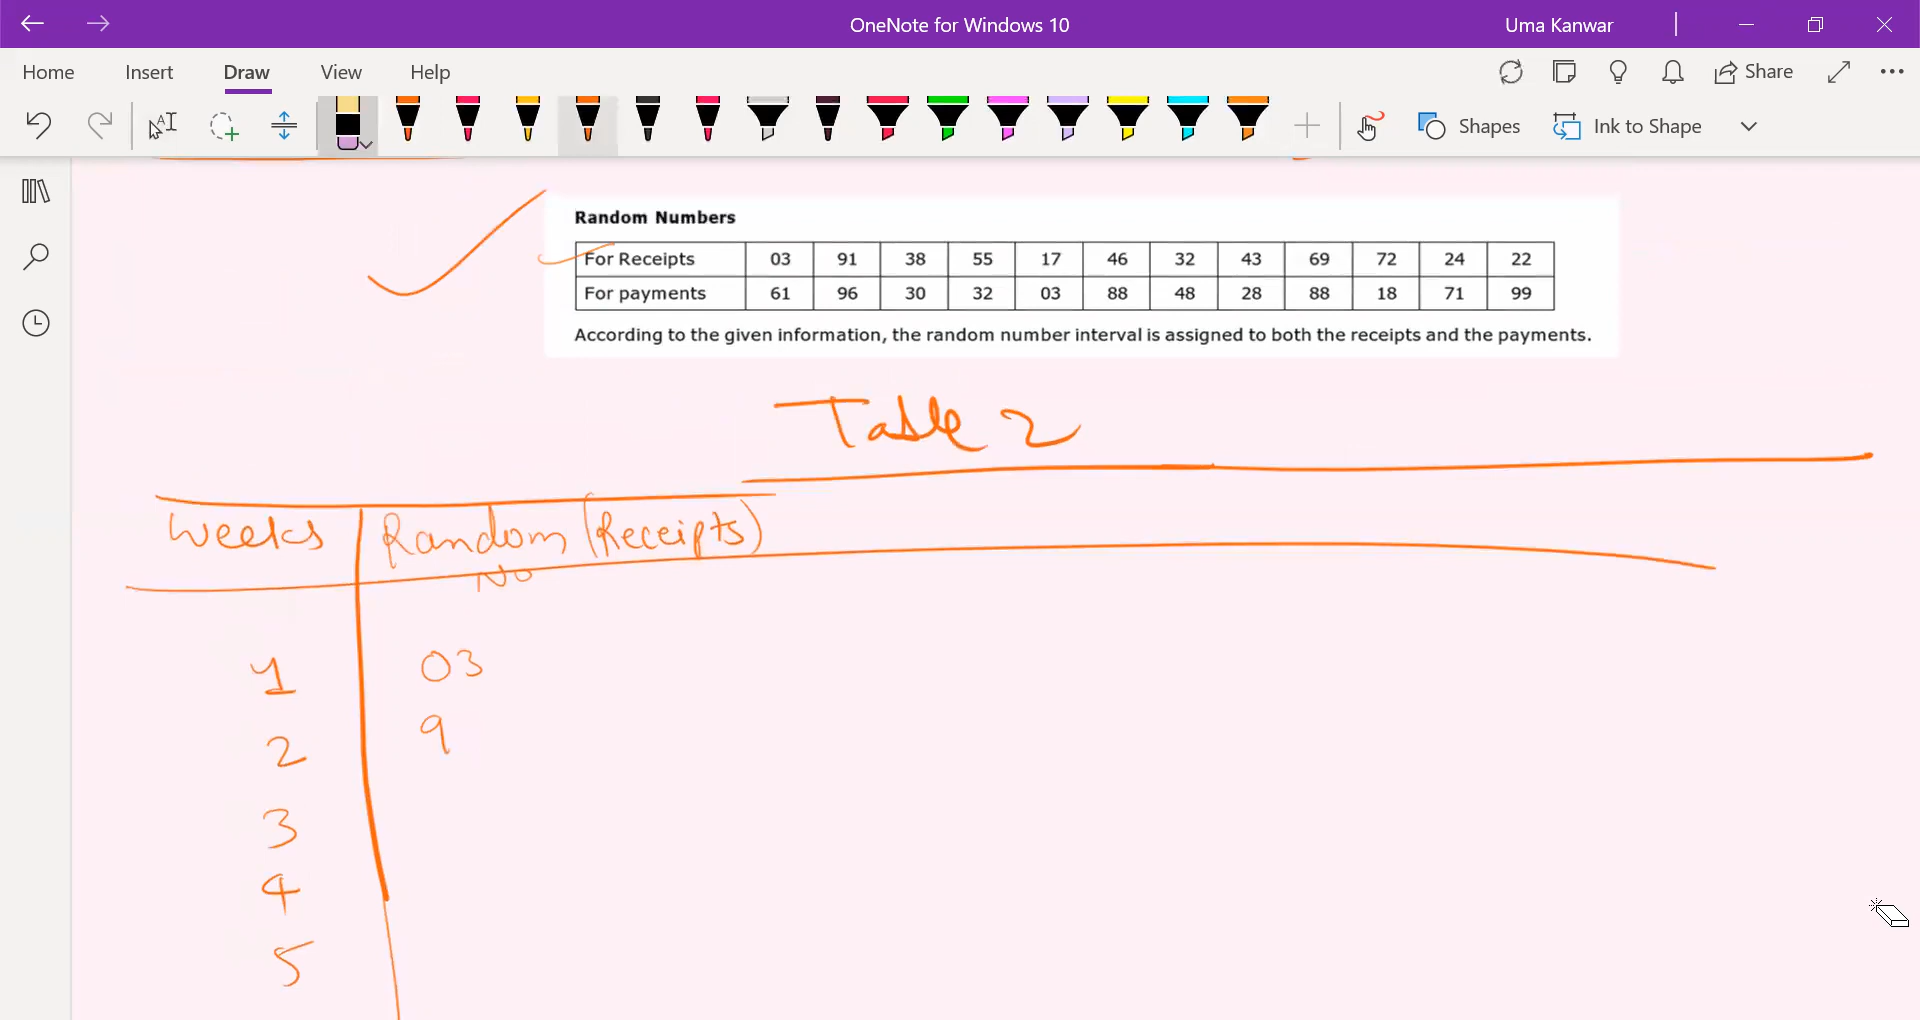 OneNote for Windows 10
Uma Kanwar
Home Insert Draw View Help
Share
Shapes
Ink to Shape
Random Numbers
For Receipts 03 91 38 55 17 46 32 43 69 72 24 22
For payments 61 96 30 32 03 88 48 28 88 18 71 99
According to the given information, the random number interval is assigned to both the receipts and the payments.
Table 2
Weeks Random (Receipts)
No
1 03
2 9
3
4
5